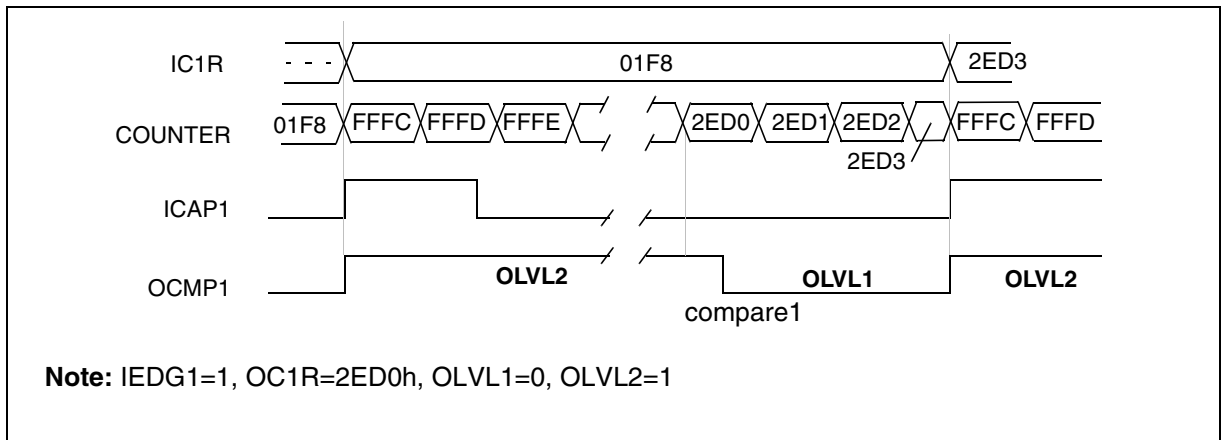 IC1R - - - 01F8 2ED3
COUNTER 01F8 FFFC FFFD FFFE 2ED0 2ED1 2ED2 FFFC FFFD
2ED3
ICAP1
OCMP1 OLVL2 OLVL1 OLVL2
compare1
Note: IEDG1=1, OC1R=2ED0h, OLVL1=0, OLVL2=1